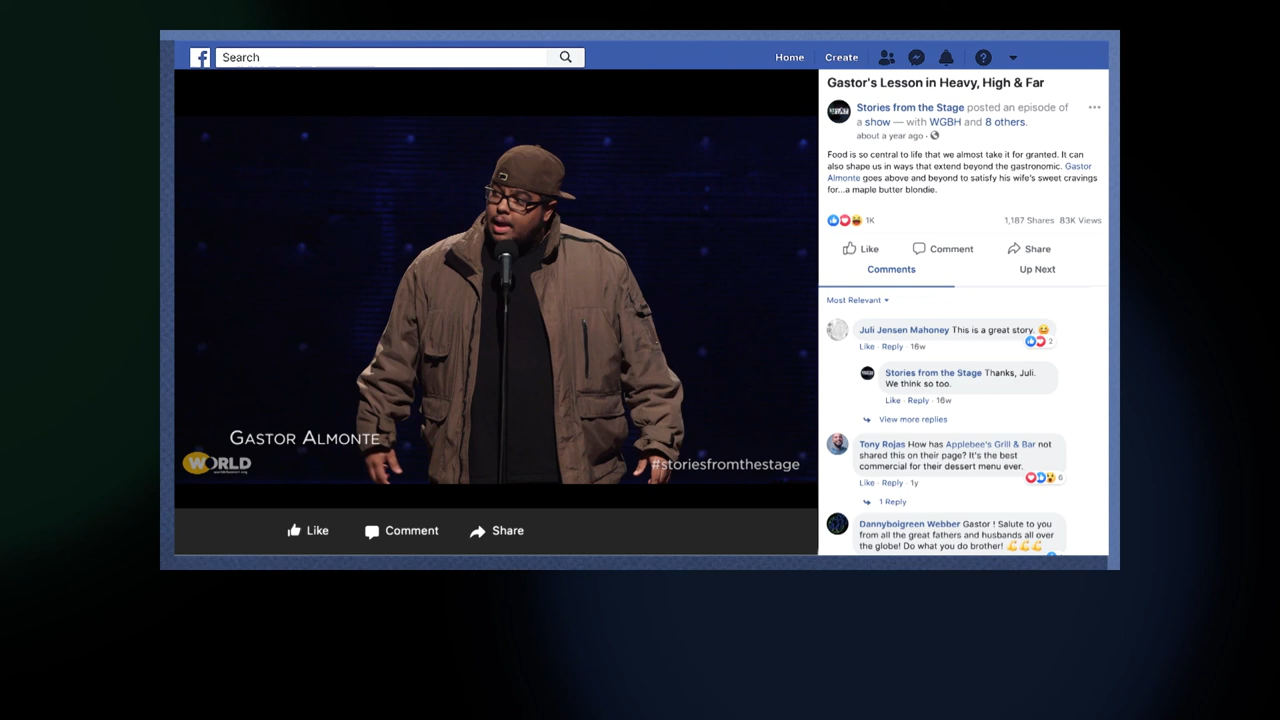 Search
Home
Create
Gastor's Lesson in Heavy, High & Far
Stories from the Stage posted an episode of
a show — with WGBH and 8 others.
about a year ago ·
Food is so central to life that we almost take it for granted. It can
also shape us in ways that extend beyond the gastronomic. Gastor
Almonte goes above and beyond to satisfy his wife's sweet cravings
for...a maple butter blondie.
1K
1,187 Shares 83K Views
Like
Comment
Share
Comments
Up Next
Most Relevant
Juli Jensen Mahoney This is a great story. 😊
2
Like · Reply · 16w
Stories from the Stage Thanks, Juli.
We think so too.
Like · Reply · 16w
View more replies
Tony Rojas How has Applebee's Grill & Bar not
shared this on their page? It's the best
commercial for their dessert menu ever.
6
Like · Reply · 1y
1 Reply
Dannyboigreen Webber Gastor ! Salute to you
from all the great fathers and husbands all over
the globe! Do what you do brother! 💪💪💪
GASTOR ALMONTE
WORLD
#storiesfromthestage
Like
Comment
Share